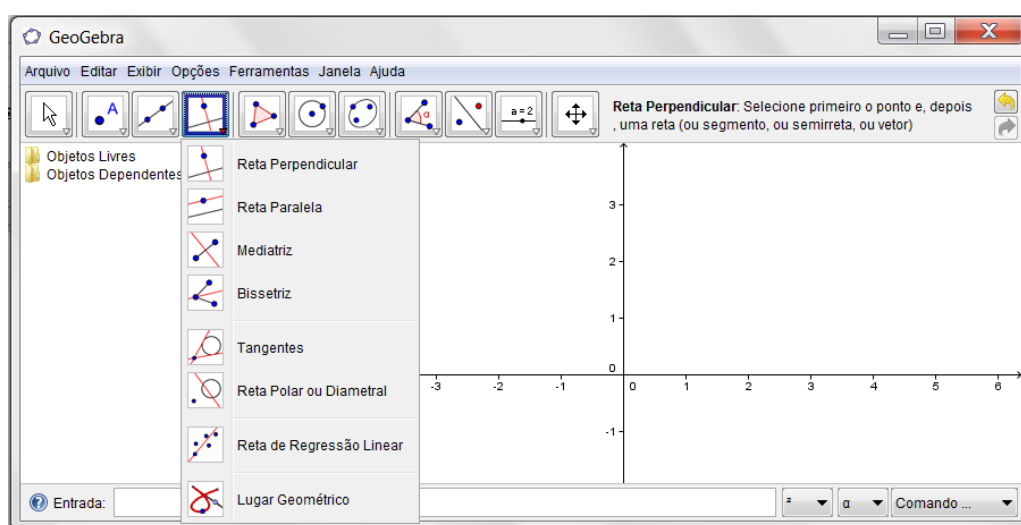 GeoGebra
Arquivo Editar Exibir Opções Ferramentas Janela Ajuda
A
α
a=2
Reta Perpendicular: Selecione primeiro o ponto e, depois
, uma reta (ou segmento, ou semirreta, ou vetor)
Objetos Livres
Objetos Dependentes
Reta Perpendicular
Reta Paralela
Mediatriz
Bissetriz
Tangentes
Reta Polar ou Diametral
Reta de Regressão Linear
Lugar Geométrico
3
2
1
0
-3 -2 -1 0 1 2 3 4 5 6
-1
Entrada:
² α Comando ...